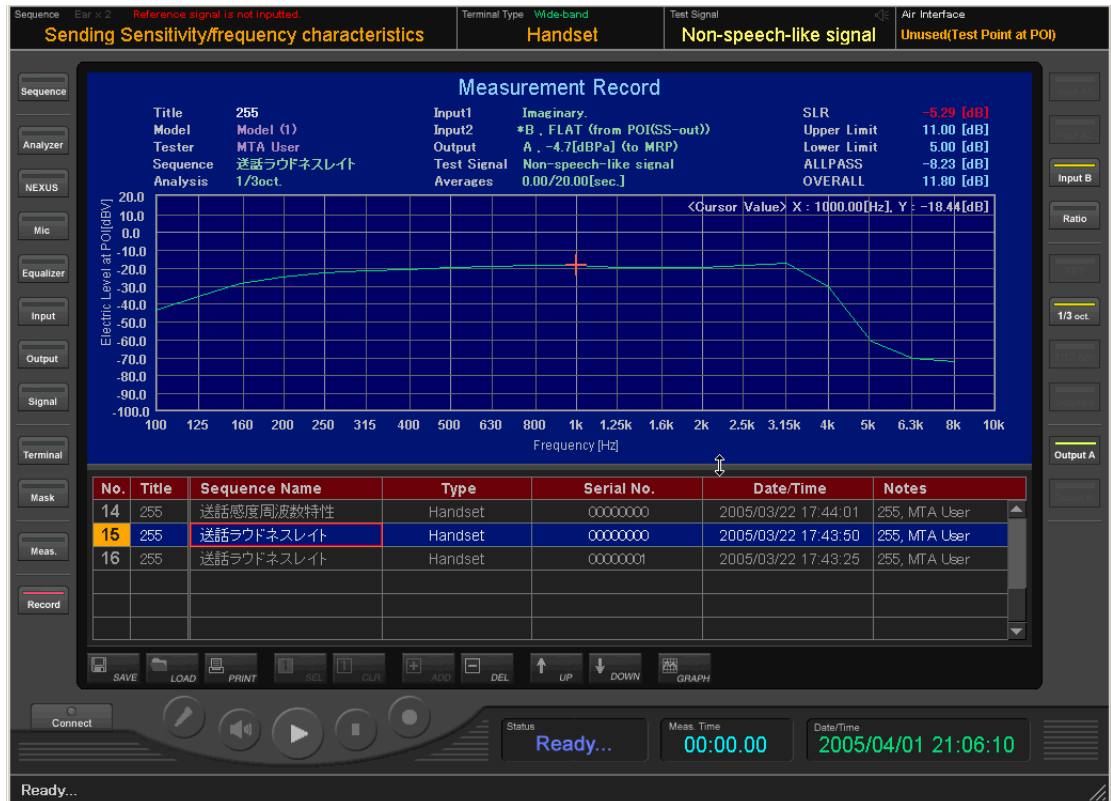 Sequence Ear × 2 Reference signal is not inputted.
Sending Sensitivity/frequency characteristics
Terminal Type Wide-band
Handset
Test Signal
Non-speech-like signal
Air Interface
Unused(Test Point at POI)
Sequence
Analyzer
NEXUS
Mic
Equalizer
Input
Output
Signal
Terminal
Mask
Meas.
Record
Measurement Record
Title 255
Model Model (1)
Tester MTA User
Sequence 送話ラウドネスレイト
Analysis 1/3oct.
Input1 Imaginary.
Input2 *B , FLAT (from POI(SS-out))
Output A , -4.7[dBPa] (to MRP)
Test Signal Non-speech-like signal
Averages 0.00/20.00[sec.]
SLR -5.29 [dB]
Upper Limit 11.00 [dB]
Lower Limit 5.00 [dB]
ALLPASS -8.23 [dB]
OVERALL 11.80 [dB]
<Cursor Value> X : 1000.00[Hz], Y : -18.44[dB]
Electric Level at POI[dBV]
20.0
10.0
0.0
-10.0
-20.0
-30.0
-40.0
-50.0
-60.0
-70.0
-80.0
-90.0
-100.0
100 125 160 200 250 315 400 500 630 800 1k 1.25k 1.6k 2k 2.5k 3.15k 4k 5k 6.3k 8k 10k
Frequency [Hz]
No. Title Sequence Name Type Serial No. Date/Time Notes
14 255 送話感度周波数特性 Handset 00000000 2005/03/22 17:44:01 255, MTA User
15 255 送話ラウドネスレイト Handset 00000000 2005/03/22 17:43:50 255, MTA User
16 255 送話ラウドネスレイト Handset 00000001 2005/03/22 17:43:25 255, MTA User
SAVE LOAD PRINT SEL CLR ADD DEL UP DOWN GRAPH
Input B
Ratio
1/3 oct.
Output A
Connect
Status
Ready...
Meas. Time
00:00.00
Date/Time
2005/04/01 21:06:10
Ready...